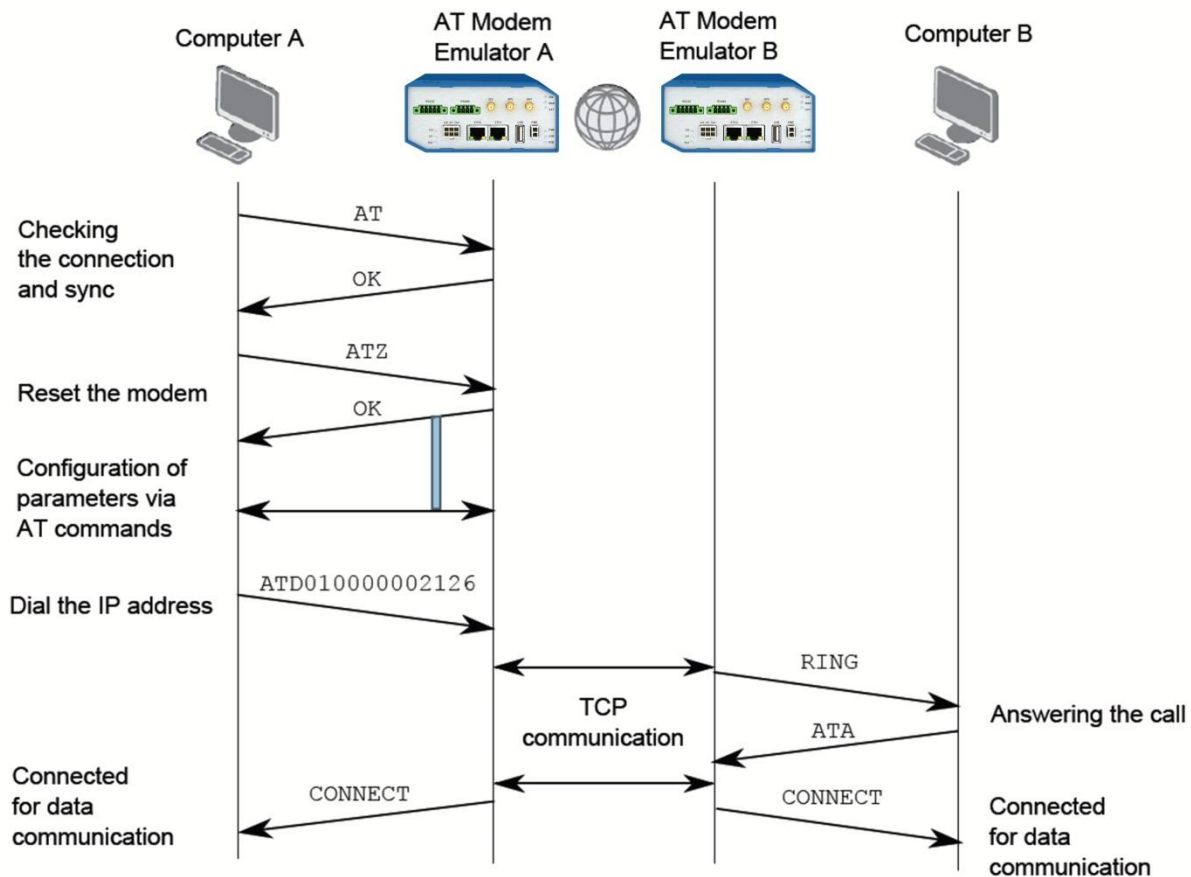 Computer A
AT Modem
Emulator A
AT Modem
Emulator B
Computer B
Checking
the connection
and sync
AT
OK
ATZ
Reset the modem
OK
Configuration of
parameters via
AT commands
ATD010000002126
Dial the IP address
RING
TCP
communication
Answering the call
ATA
Connected
for data
communication
CONNECT
CONNECT
Connected
for data
communication